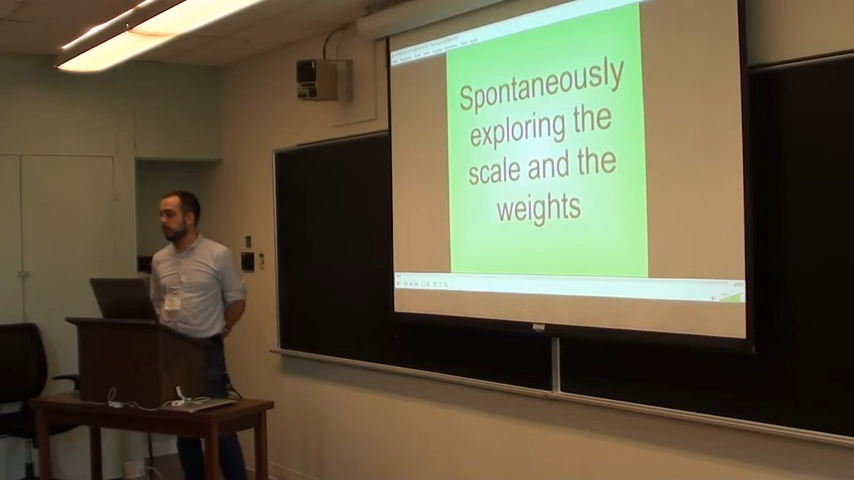 Spontaneously
exploring the
scale and the
weights